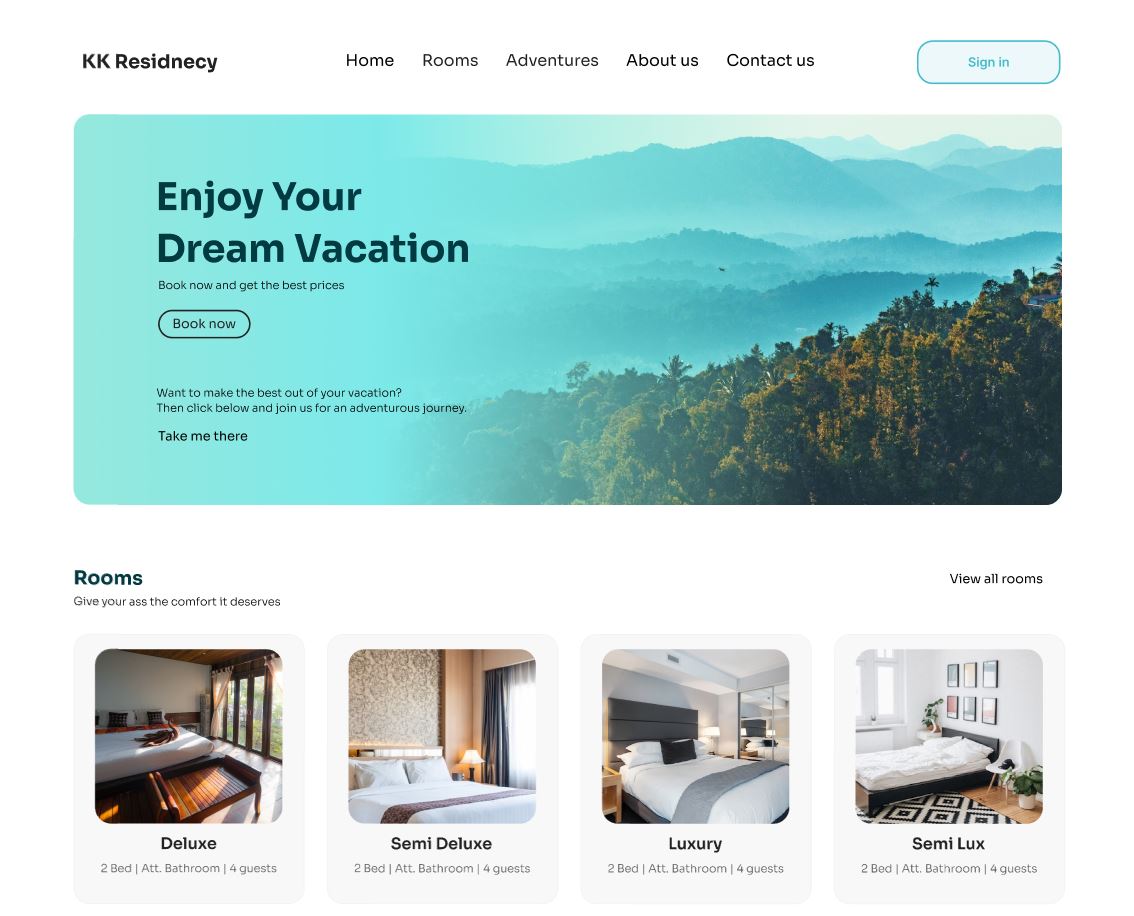 KK Residnecy
Home Rooms Adventures About us Contact us
Sign in
Enjoy Your
Dream Vacation
Book now and get the best prices
Book now
Want to make the best out of your vacation?
Then click below and join us for an adventurous journey.
Take me there
Rooms
View all rooms
Give your ass the comfort it deserves
Deluxe
2 Bed | Att. Bathroom | 4 guests
Semi Deluxe
2 Bed | Att. Bathroom | 4 guests
Luxury
2 Bed | Att. Bathroom | 4 guests
Semi Lux
2 Bed | Att. Bathroom | 4 guests